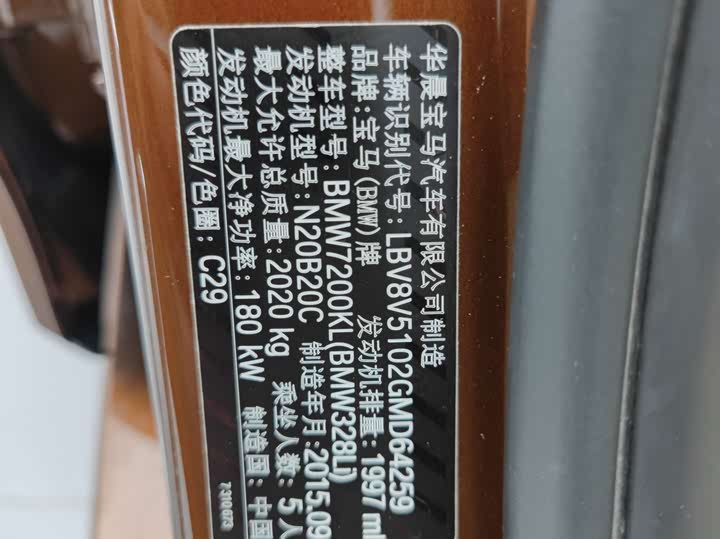 华晨宝马汽车有限公司制造
车辆识别代号: LBV8V5102GMD64259
品牌: 宝马(BMW)牌 发动机排量: 1997 ml
整车型号: BMW7200KL(BMW328Li)
发动机型号: N20B20C 制造年月: 2015.09
最大允许总质量: 2020 kg 乘坐人数: 5人
发动机最大净功率: 180 kW 制造国: 中国
颜色代码/色圈: C29